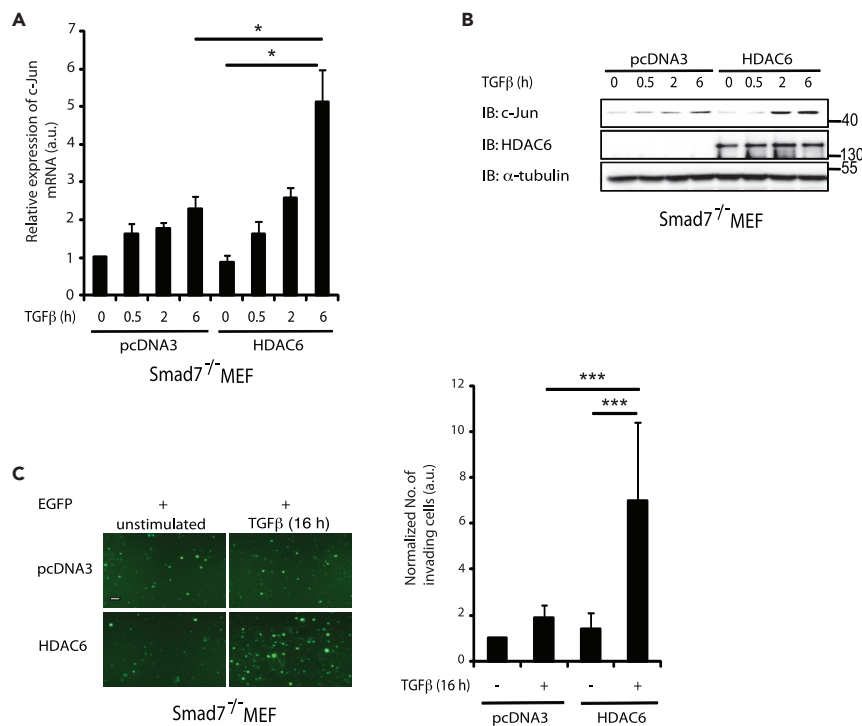 A
Relative expression of c-Jun
mRNA (a.u.)
7
6
5
4
3
2
1
0
*
*
TGFβ (h) 0 0.5 2 6 0 0.5 2 6
pcDNA3 HDAC6
Smad7-/-MEF
B
pcDNA3 HDAC6
TGFβ (h) 0 0.5 2 6 0 0.5 2 6
IB: c-Jun
40
IB: HDAC6
130
55
IB: α-tubulin
Smad7-/-MEF
C
EGFP + +
unstimulated TGFβ (16 h)
pcDNA3
HDAC6
Smad7-/-MEF
Normalized No. of
invading cells (a.u.)
12
10
8
6
4
2
0
***
***
TGFβ (16 h) - + - +
pcDNA3 HDAC6